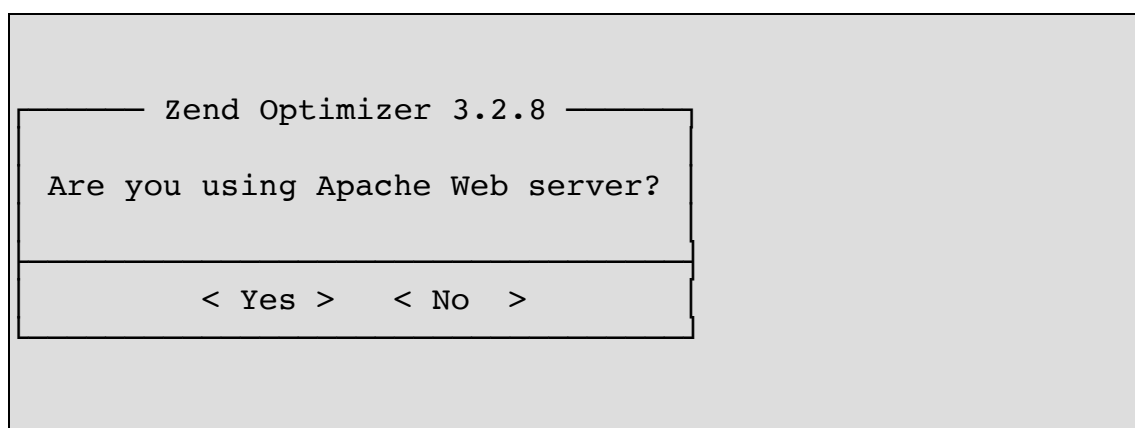 Zend Optimizer 3.2.8
Are you using Apache Web server?
< Yes >   < No  >